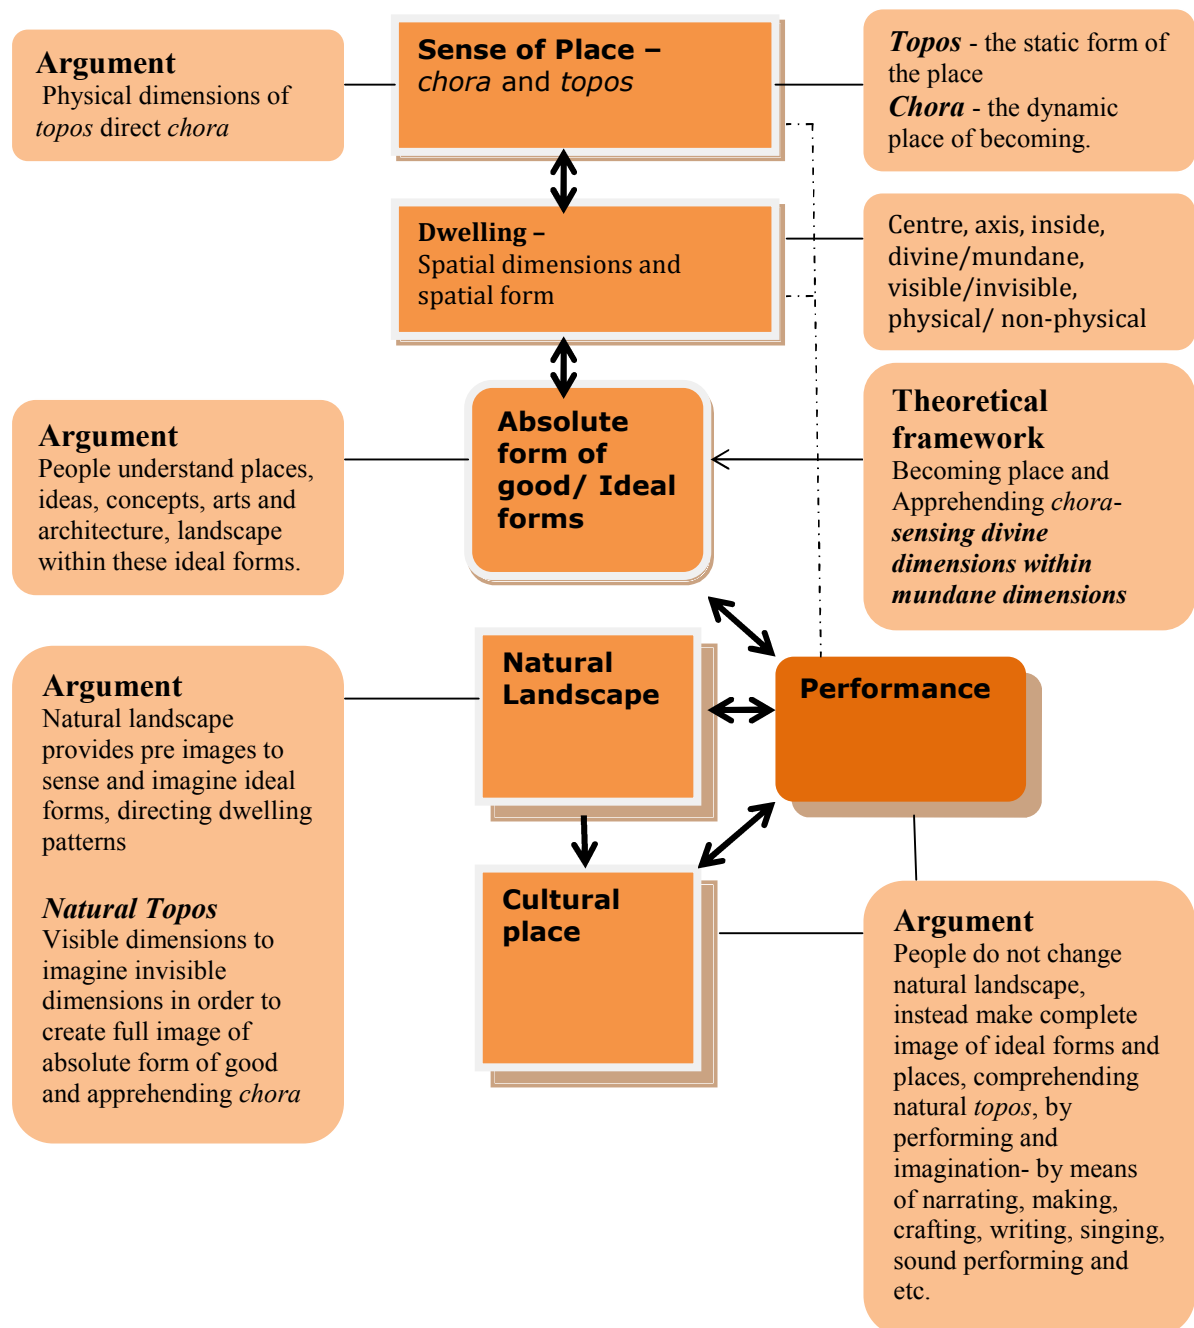 Argument
Physical dimensions of
topos direct chora
Sense of Place –
chora and topos
Topos - the static form of
the place
Chora - the dynamic
place of becoming.
Dwelling –
Spatial dimensions and
spatial form
Centre, axis, inside,
divine/mundane,
visible/invisible,
physical/ non-physical
Argument
People understand places,
ideas, concepts, arts and
architecture, landscape
within these ideal forms.
Absolute
form of
good/ Ideal
forms
Theoretical
framework
Becoming place and
Apprehending chora-
sensing divine
dimensions within
mundane dimensions
Argument
Natural landscape
provides pre images to
sense and imagine ideal
forms, directing dwelling
patterns
Natural Topos
Visible dimensions to
imagine invisible
dimensions in order to
create full image of
absolute form of good
and apprehending chora
Natural
Landscape
Performance
Cultural
place
Argument
People do not change
natural landscape,
instead make complete
image of ideal forms and
places, comprehending
natural topos, by
performing and
imagination- by means
of narrating, making,
crafting, writing, singing,
sound performing and
etc.